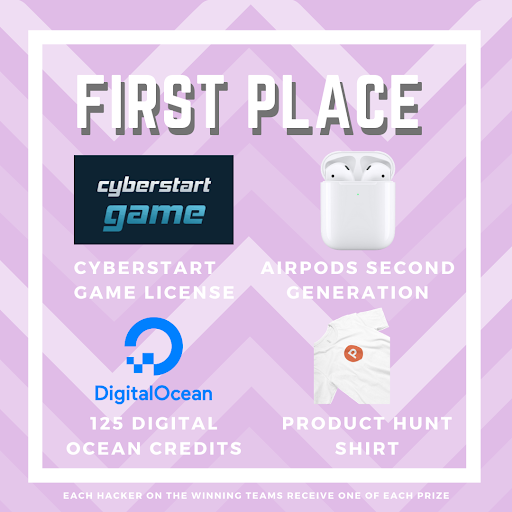 FIRST PLACE
cyberstart
game
CYBERSTART
GAME LICENSE
AIRPODS SECOND
GENERATION
DigitalOcean
125 DIGITAL
OCEAN CREDITS
P
PRODUCT HUNT
SHIRT
EACH HACKER ON THE WINNING TEAMS RECEIVE ONE OF EACH PRIZE